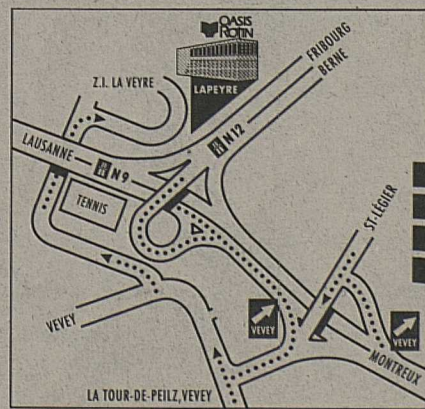 OASIS
ROTIN
FRIBOURG
BERNE
Z.I. LA VEYRE
LAPEYRE
LAUSANNE
N9
N12
TENNIS
ST-LÉGIER
VEVEY
VEVEY
VEVEY
MONTREUX
LA TOUR-DE-PEILZ, VEVEY